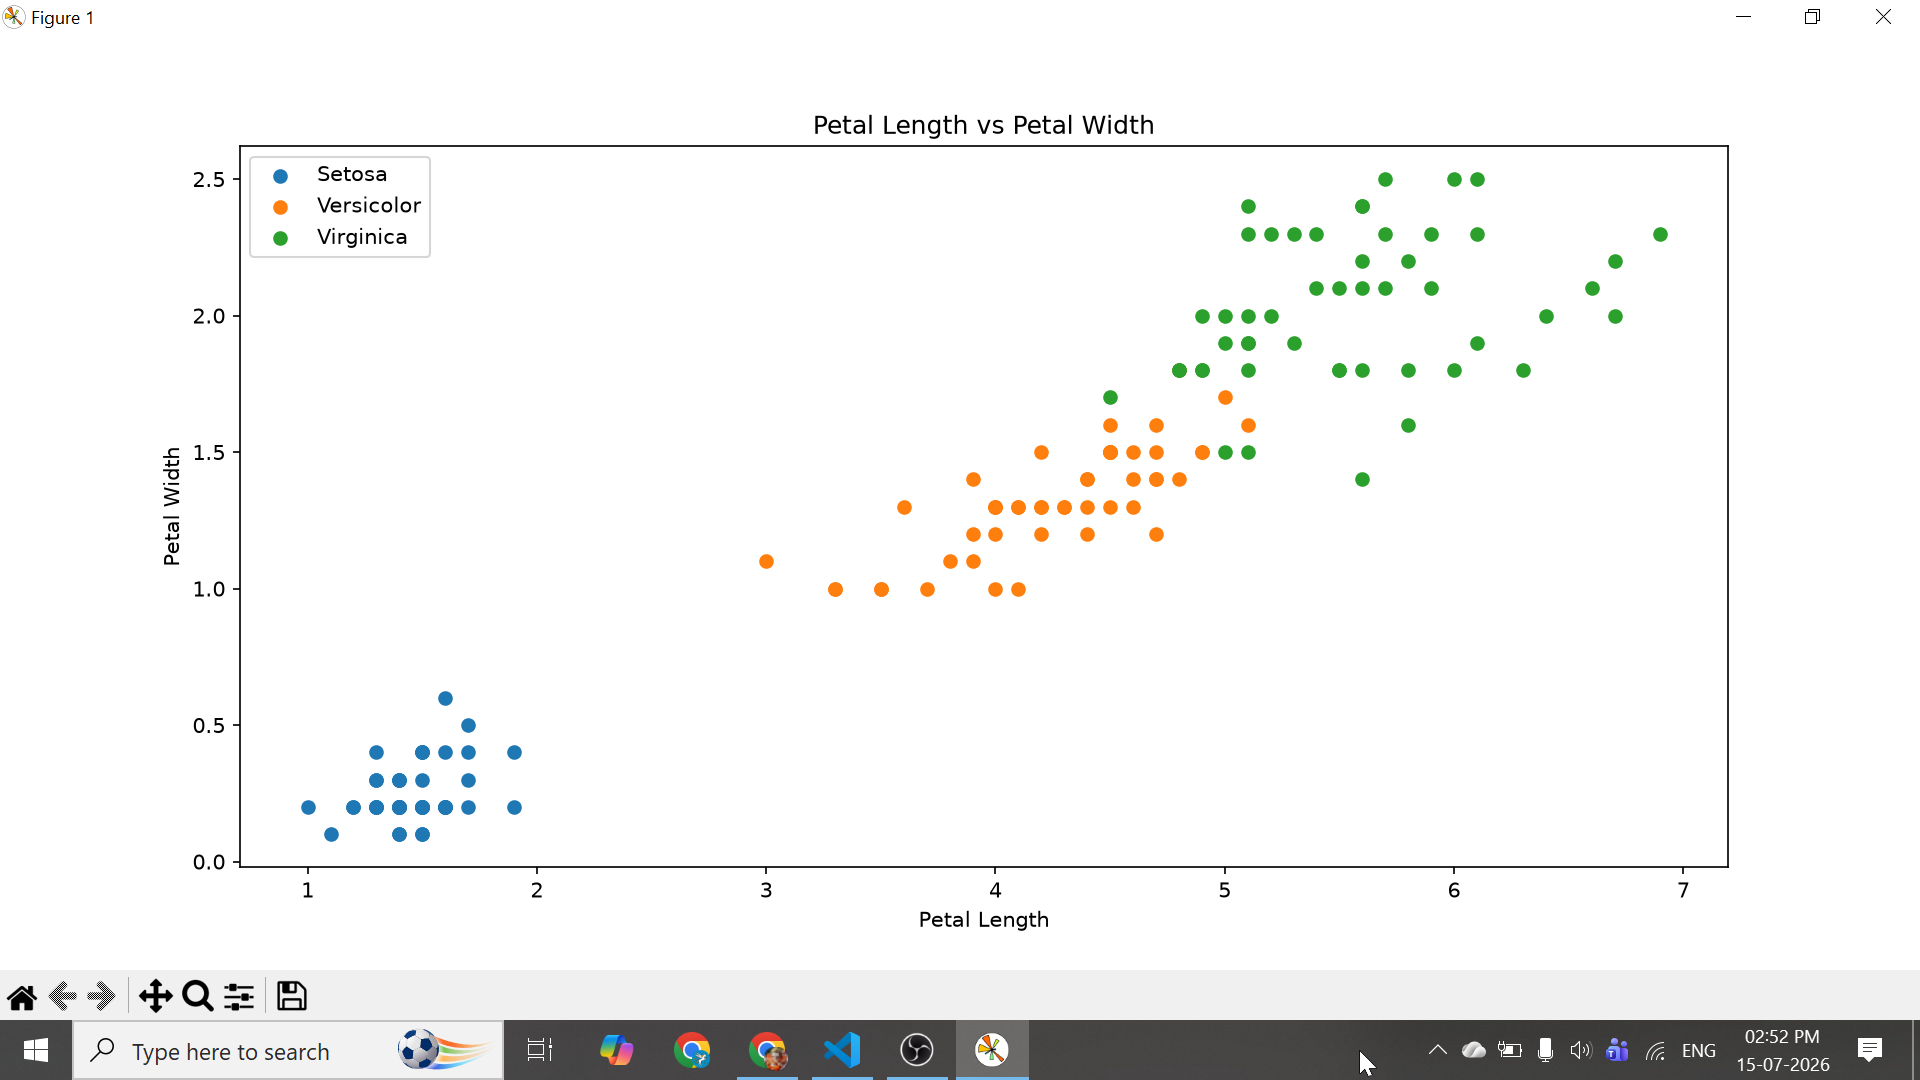 Figure 1
Petal Length vs Petal Width
Setosa
Versicolor
Virginica
2.5
2.0
1.5
1.0
0.5
0.0
Petal Width
1 2 3 4 5 6 7
Petal Length
Type here to search
ENG
02:52 PM
15-07-2026